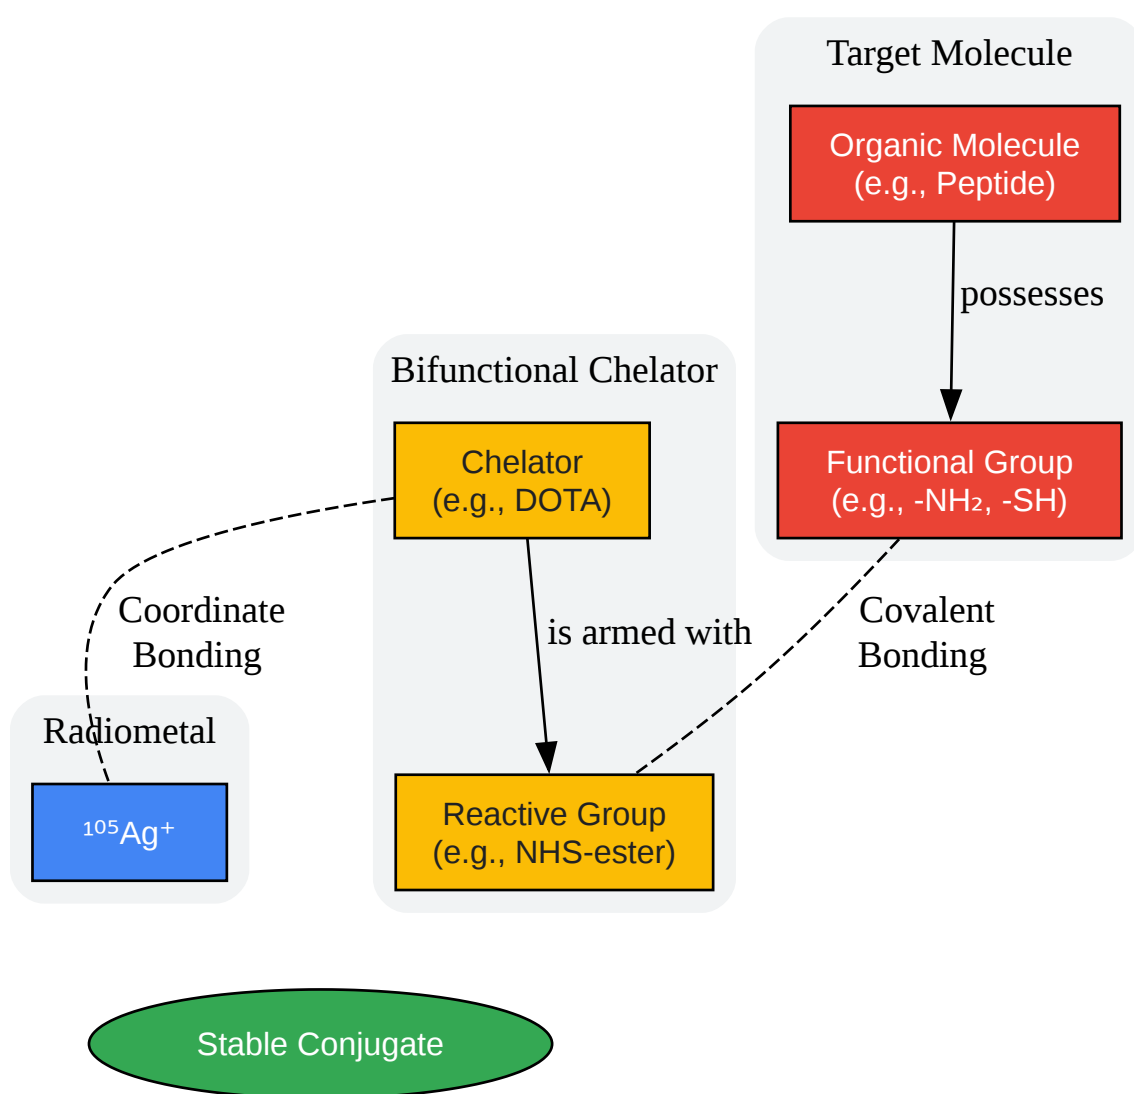 Target Molecule
Organic Molecule
(e.g., Peptide)
possesses
Functional Group
(e.g., -NH₂, -SH)
Bifunctional Chelator
Chelator
(e.g., DOTA)
is armed with
Reactive Group
(e.g., NHS-ester)
Coordinate
Bonding
Covalent
Bonding
Radiometal
¹⁰⁵Ag⁺
Stable Conjugate